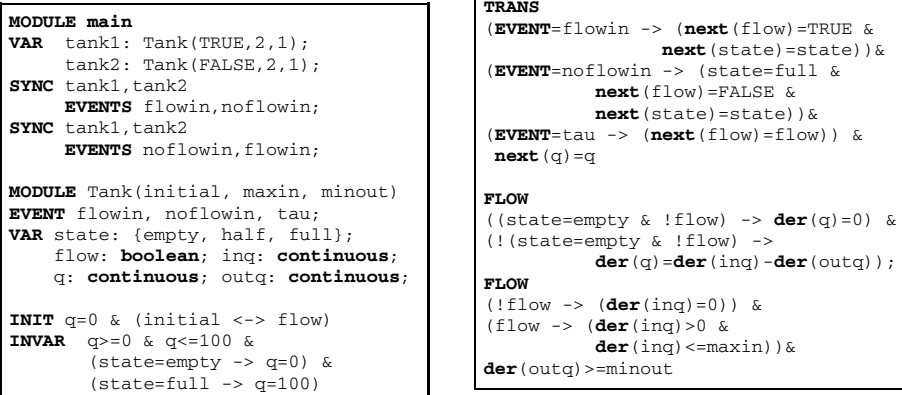 MODULE main
VAR tank1: Tank(TRUE,2,1);
tank2: Tank(FALSE,2,1);
SYNC tank1,tank2
EVENTS flowin,noflowin;
SYNC tank1,tank2
EVENTS noflowin,flowin;
MODULE Tank(initial, maxin, minout)
EVENT flowin, noflowin, tau;
VAR state: {empty, half, full};
flow: boolean; inq: continuous;
q: continuous; outq: continuous;
INIT q=0 & (initial <-> flow)
INVAR q>=0 & q<=100 &
(state=empty -> q=0) &
(state=full -> q=100)
TRANS
(EVENT=flowin -> (next(flow)=TRUE &
next(state)=state))&
(EVENT=noflowin -> (state=full &
next(flow)=FALSE &
next(state)=state))&
(EVENT=tau -> (next(flow)=flow)) &
next(q)=q
FLOW
((state=empty & !flow) -> der(q)=0) &
(!(state=empty & !flow) ->
der(q)=der(inq)-der(outq));
FLOW
(!flow -> (der(inq)=0)) &
(flow -> (der(inq)>0 &
der(inq)<=maxin))&
der(outq)>=minout